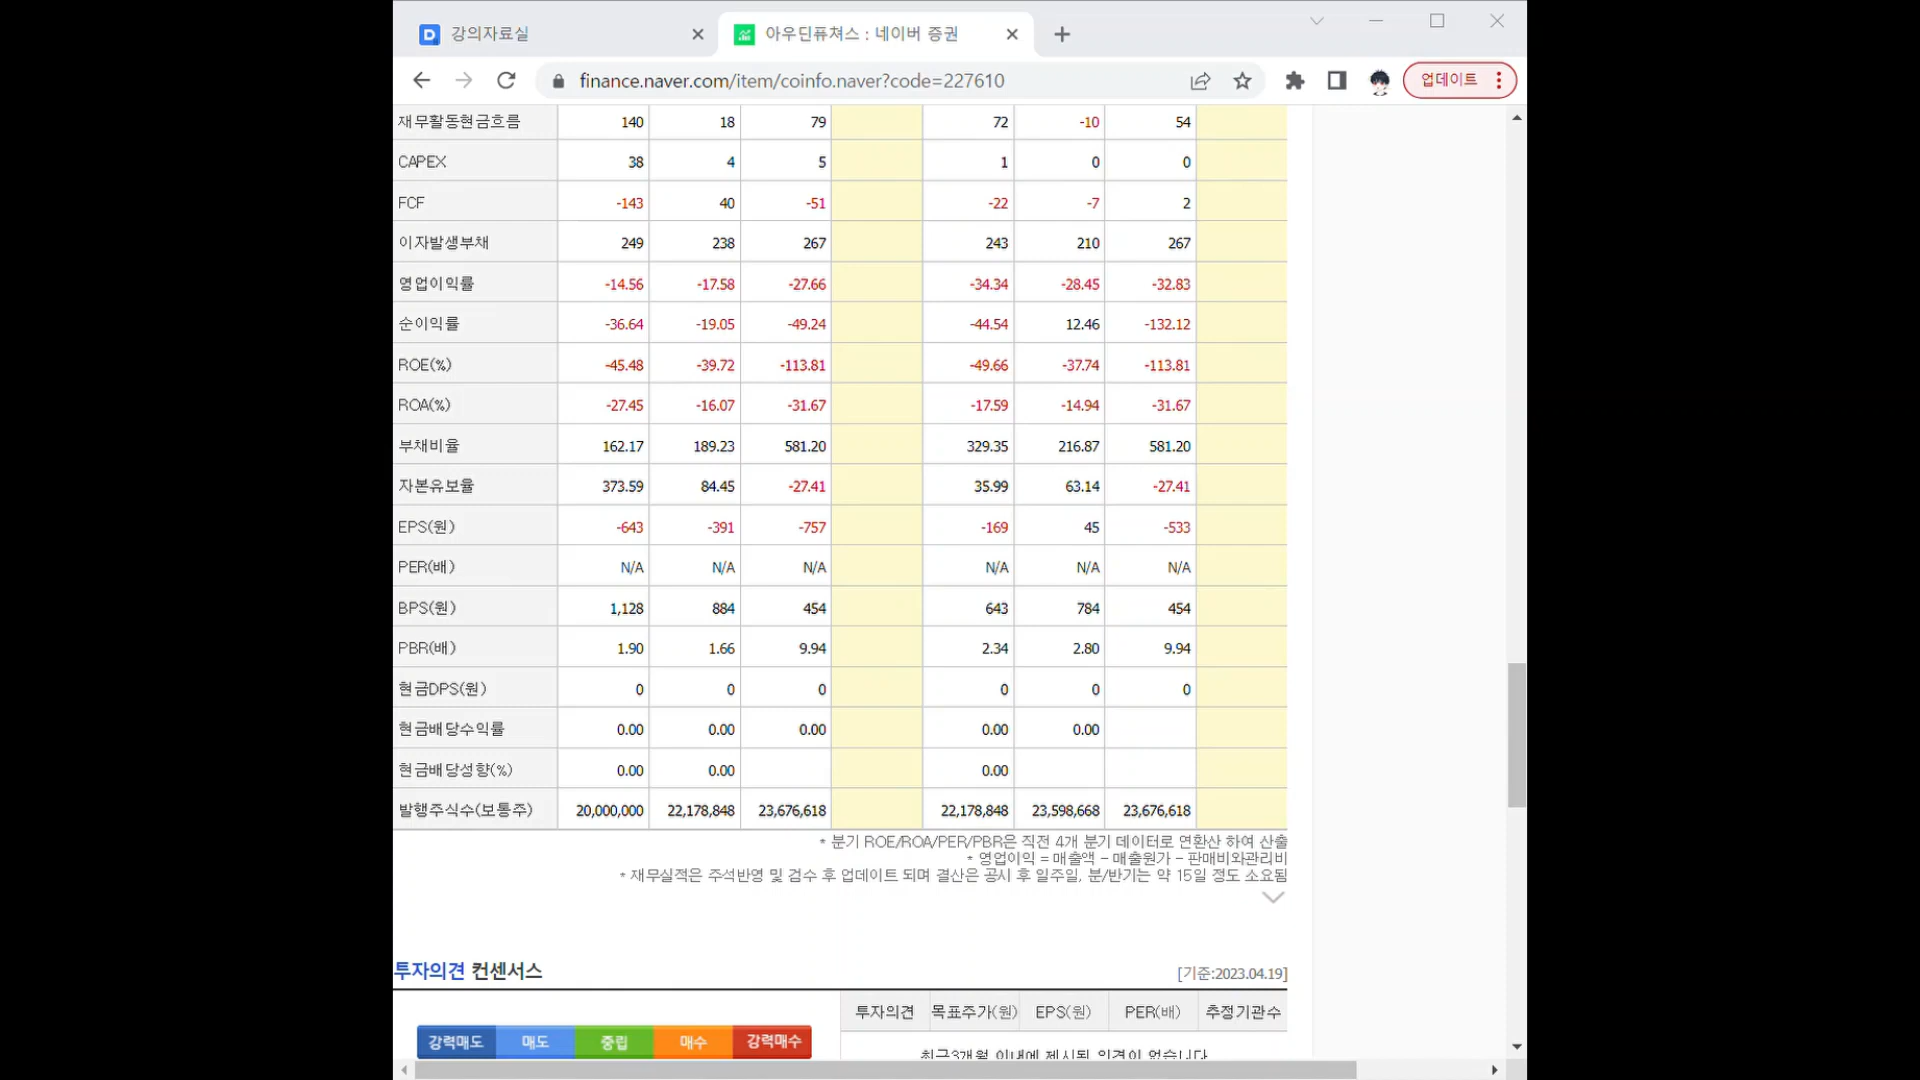 강의자료실
아우딘퓨쳐스 : 네이버 증권
finance.naver.com/item/coinfo.naver?code=227610
업데이트
재무활동현금흐름 140 18 79 72 -10 54
CAPEX 38 4 5 1 0 0
FCF -143 40 -51 -22 -7 2
이자발생부채 249 238 267 243 210 267
영업이익률 -14.56 -17.58 -27.66 -34.34 -28.45 -32.83
순이익률 -36.64 -19.05 -49.24 -44.54 12.46 -132.12
ROE(%) -45.48 -39.72 -113.81 -49.66 -37.74 -113.81
ROA(%) -27.45 -16.07 -31.67 -17.59 -14.94 -31.67
부채비율 162.17 189.23 581.20 329.35 216.87 581.20
자본유보율 373.59 84.45 -27.41 35.99 63.14 -27.41
EPS(원) -643 -391 -757 -169 45 -533
PER(배) N/A N/A N/A N/A N/A N/A
BPS(원) 1,128 884 454 643 784 454
PBR(배) 1.90 1.66 9.94 2.34 2.80 9.94
현금DPS(원) 0 0 0 0 0 0
현금배당수익률 0.00 0.00 0.00 0.00 0.00
현금배당성향(%) 0.00 0.00 0.00
발행주식수(보통주) 20,000,000 22,178,848 23,676,618 22,178,848 23,598,668 23,676,618
* 분기 ROE/ROA/PER/PBR은 직전 4개 분기 데이터로 연환산 하여 산출
* 영업이익 = 매출액 - 매출원가 - 판매비와관리비
* 재무실적은 주석반영 및 검수 후 업데이트 되며 결산은 공시 후 일주일, 분/반기는 약 15일 정도 소요됨
투자의견 컨센서스 [기준:2023.04.19]
투자의견 목표주가(원) EPS(원) PER(배) 추정기관수
강력매도 매도 중립 매수 강력매수
최근3개월 이내에 제시된 의견이 없습니다